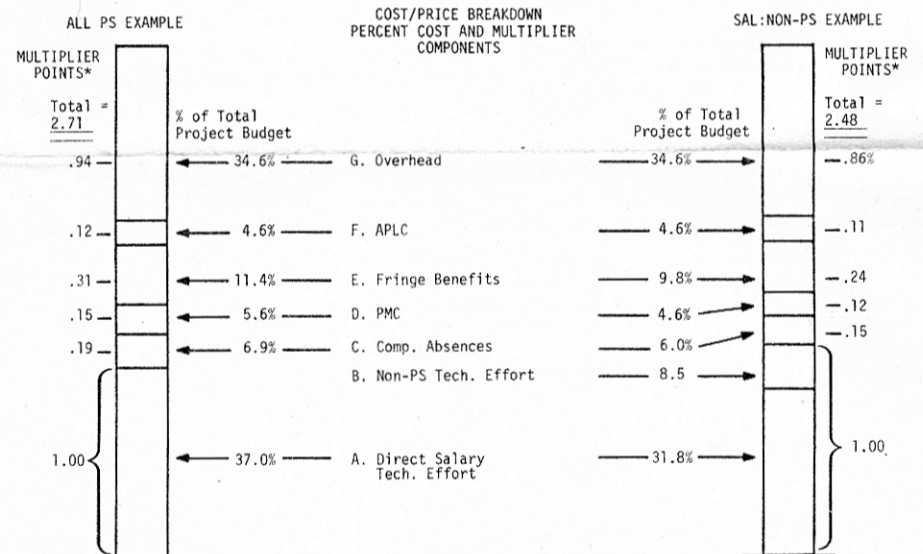 COST/PRICE BREAKDOWN
ALL PS EXAMPLE
PERCENT COST AND MULTIPLIER
COMPONENTS
SAL:NON-PS EXAMPLE
MULTIPLIER
POINTS*
MULTIPLIER
POINTS*
Total =
2.71
% of Total
Project Budget
% of Total
Project Budget
Total =
2.48
.94 34.6% G. Overhead 34.6% .86%
.12 4.6% F. APLC 4.6% .11
.31 11.4% E. Fringe Benefits 9.8% .24
.15 5.6% D. PMC 4.6% .12
.19 6.9% C. Comp. Absences 6.0% .15
B. Non-PS Tech. Effort 8.5
1.00 37.0% A. Direct Salary 31.8% 1.00
Tech. Effort